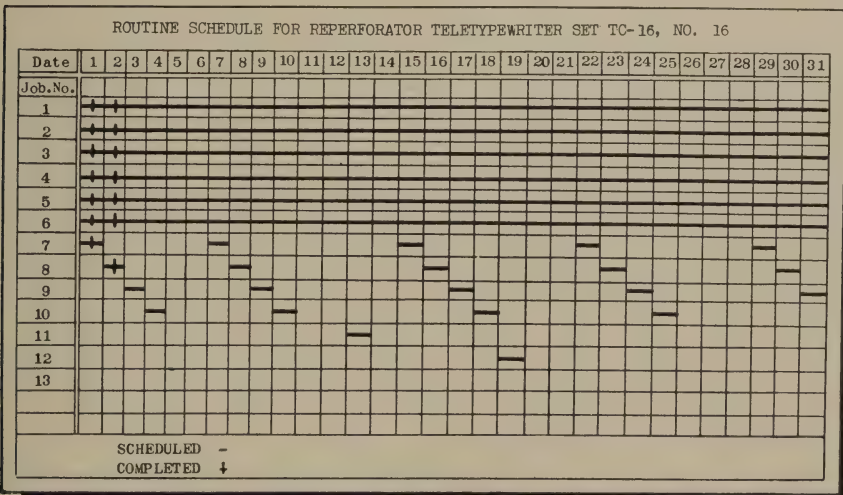 ROUTINE SCHEDULE FOR REPERFORATOR TELETYPEWRITER SET TC-16, NO. 16
Date 1 2 3 4 5 6 7 8 9 10 11 12 13 14 15 16 17 18 19 20 21 22 23 24 25 26 27 28 29 30 31
Job.No.
1
2
3
4
5
6
7
8
9
10
11
12
13
SCHEDULED -
COMPLETED ↓